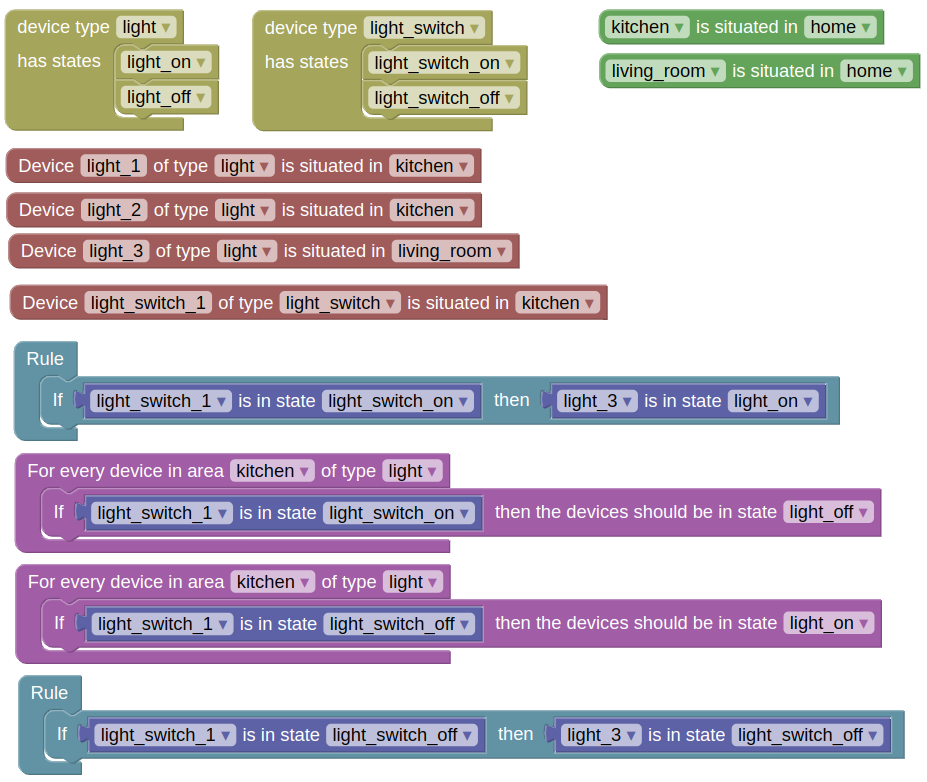 device type light ▾
has states light_on ▾
light_off ▾
device type light_switch ▾
has states light_switch_on ▾
light_switch_off ▾
kitchen ▾ is situated in home ▾
living_room ▾ is situated in home ▾
Device light_1 of type light ▾ is situated in kitchen ▾
Device light_2 of type light ▾ is situated in kitchen ▾
Device light_3 of type light ▾ is situated in living_room ▾
Device light_switch_1 of type light_switch ▾ is situated in kitchen ▾
Rule
If light_switch_1 ▾ is in state light_switch_on ▾ then light_3 ▾ is in state light_on ▾
For every device in area kitchen ▾ of type light ▾
If light_switch_1 ▾ is in state light_switch_on ▾ then the devices should be in state light_off ▾
For every device in area kitchen ▾ of type light ▾
If light_switch_1 ▾ is in state light_switch_off ▾ then the devices should be in state light_on ▾
Rule
If light_switch_1 ▾ is in state light_switch_off ▾ then light_3 ▾ is in state light_switch_off ▾